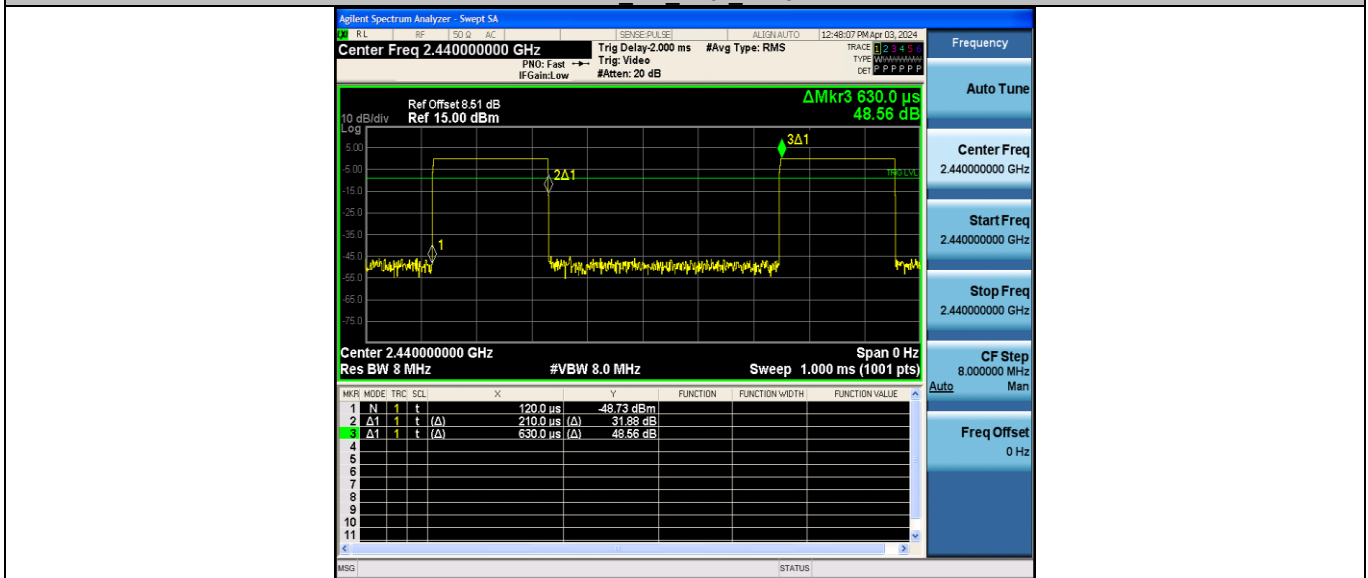 Agilent Spectrum Analyzer - Swept SA
RL RF 50 Ω AC SENSE:PULSE ALIGN AUTO 12:48:07 PM Apr 03, 2024
Center Freq 2.440000000 GHz Trig Delay-2.000 ms #Avg Type: RMS TRACE 1 2 3 4 5 6
PNO: Fast Trig: Video TYPE
IFGain:Low #Atten: 20 dB DET P P P P P P
Frequency
Auto Tune
Center Freq
2.440000000 GHz
Start Freq
2.440000000 GHz
Stop Freq
2.440000000 GHz
CF Step
8.000000 MHz
Auto Man
Freq Offset
0 Hz
ΔMkr3 630.0 µs
48.56 dB
Ref Offset 8.51 dB
10 dB/div Ref 15.00 dBm
Log
5.00
-5.00
-15.0
-25.0
-35.0
-45.0
-55.0
-65.0
-75.0
3Δ1
TRIG LVL
2Δ1
1
Center 2.440000000 GHz Span 0 Hz
Res BW 8 MHz #VBW 8.0 MHz Sweep 1.000 ms (1001 pts)
MKR MODE TRC SCL X Y FUNCTION FUNCTION WIDTH FUNCTION VALUE
1 N 1 t 120.0 µs -48.73 dBm
2 Δ1 1 t (Δ) 210.0 µs (Δ) 31.88 dB
3 Δ1 1 t (Δ) 630.0 µs (Δ) 48.56 dB
4
5
6
7
8
9
10
11
MSG STATUS